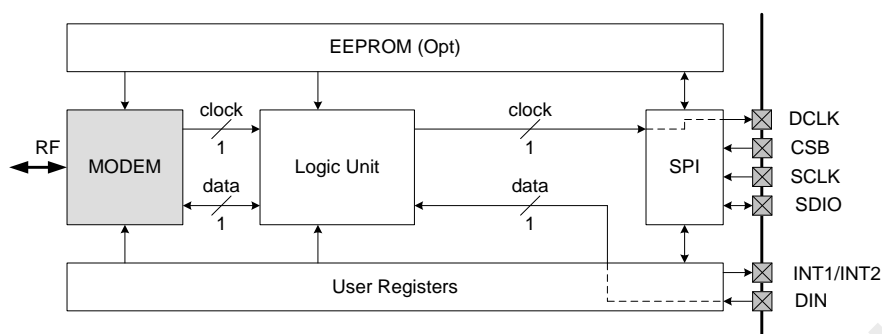 EEPROM (Opt)
clock
clock
DCLK
1
1
CSB
RF
MODEM
Logic Unit
SPI
SCLK
data
data
SDIO
1
1
INT1/INT2
User Registers
DIN